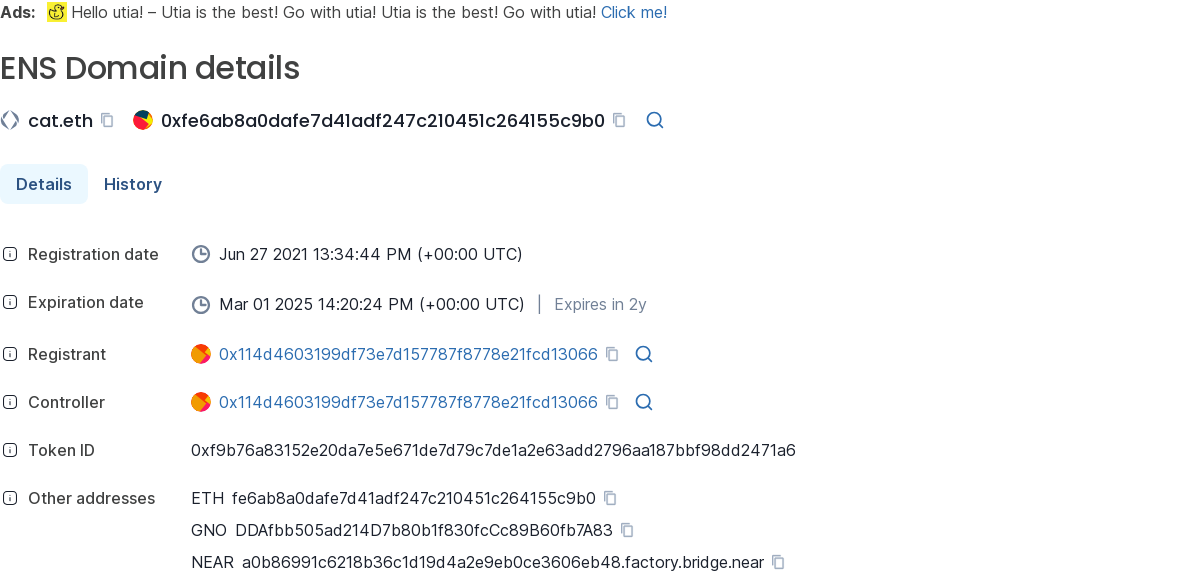 Ads: Hello utia! – Utia is the best! Go with utia! Utia is the best! Go with utia! Click me!
ENS Domain details
cat.eth 0xfe6ab8a0dafe7d41adf247c210451c264155c9b0
Details History
Registration date Jun 27 2021 13:34:44 PM (+00:00 UTC)
Expiration date Mar 01 2025 14:20:24 PM (+00:00 UTC) | Expires in 2y
Registrant 0x114d4603199df73e7d157787f8778e21fcd13066
Controller 0x114d4603199df73e7d157787f8778e21fcd13066
Token ID 0xf9b76a83152e20da7e5e671de7d79c7de1a2e63add2796aa187bbf98dd2471a6
Other addresses ETH fe6ab8a0dafe7d41adf247c210451c264155c9b0
GNO DDAfbb505ad214D7b80b1f830fcCc89B60fb7A83
NEAR a0b86991c6218b36c1d19d4a2e9eb0ce3606eb48.factory.bridge.near